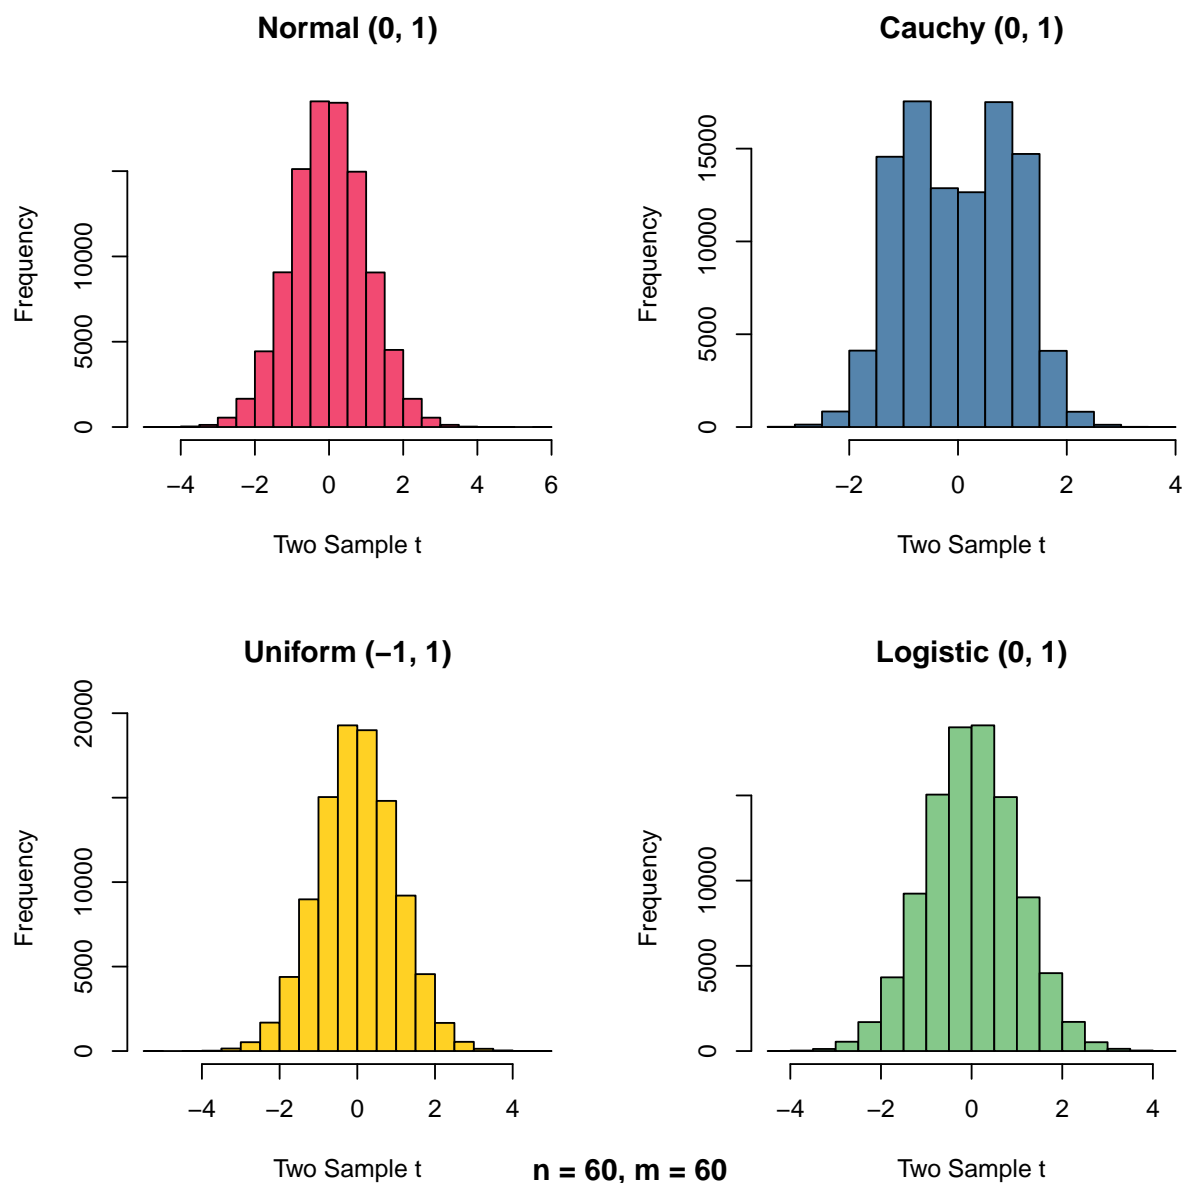 Normal (0, 1)
Frequency
0 5000 10000
−4 −2 0 2 4 6
Two Sample t
Cauchy (0, 1)
Frequency
0 5000 10000 15000
−2 0 2 4
Two Sample t
Uniform (−1, 1)
Frequency
0 5000 10000 20000
−4 −2 0 2 4
Two Sample t
Logistic (0, 1)
Frequency
0 5000 10000
−4 −2 0 2 4
Two Sample t
n = 60, m = 60